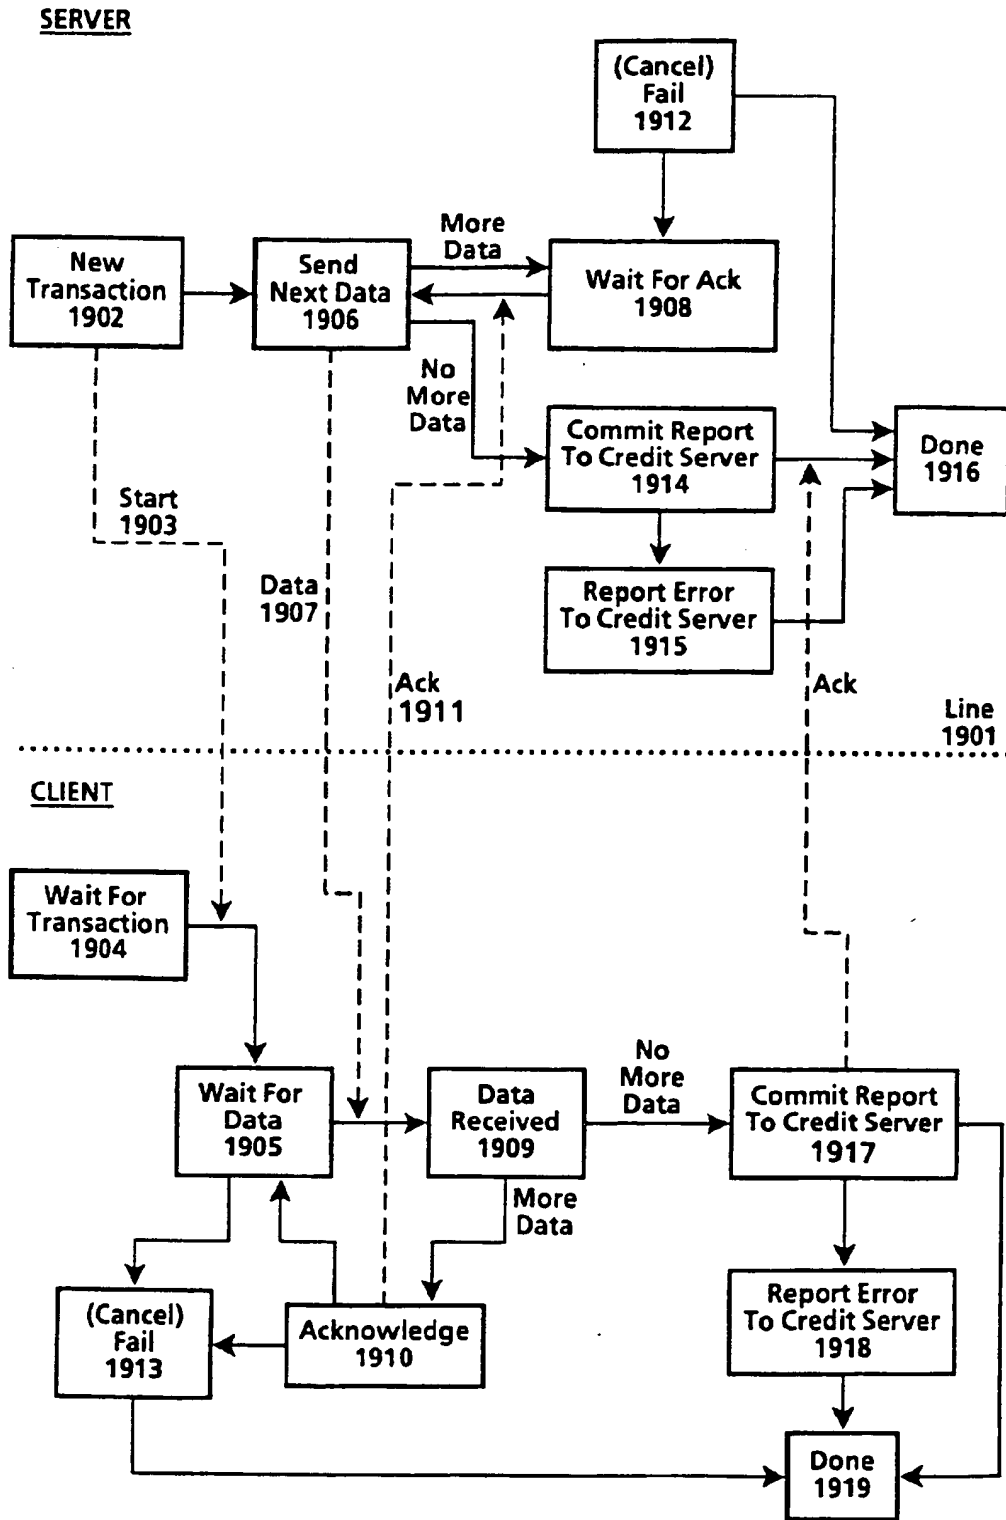 SERVER
(Cancel)
Fail
1912
New
Transaction
1902
Send
Next Data
1906
More
Data
Wait For Ack
1908
No
More
Data
Commit Report
To Credit Server
1914
Done
1916
Start
1903
Data
1907
Report Error
To Credit Server
1915
Ack
1911
Ack
Line
1901
CLIENT
Wait For
Transaction
1904
Wait For
Data
1905
Data
Received
1909
No
More
Data
Commit Report
To Credit Server
1917
More
Data
(Cancel)
Fail
1913
Acknowledge
1910
Report Error
To Credit Server
1918
Done
1919